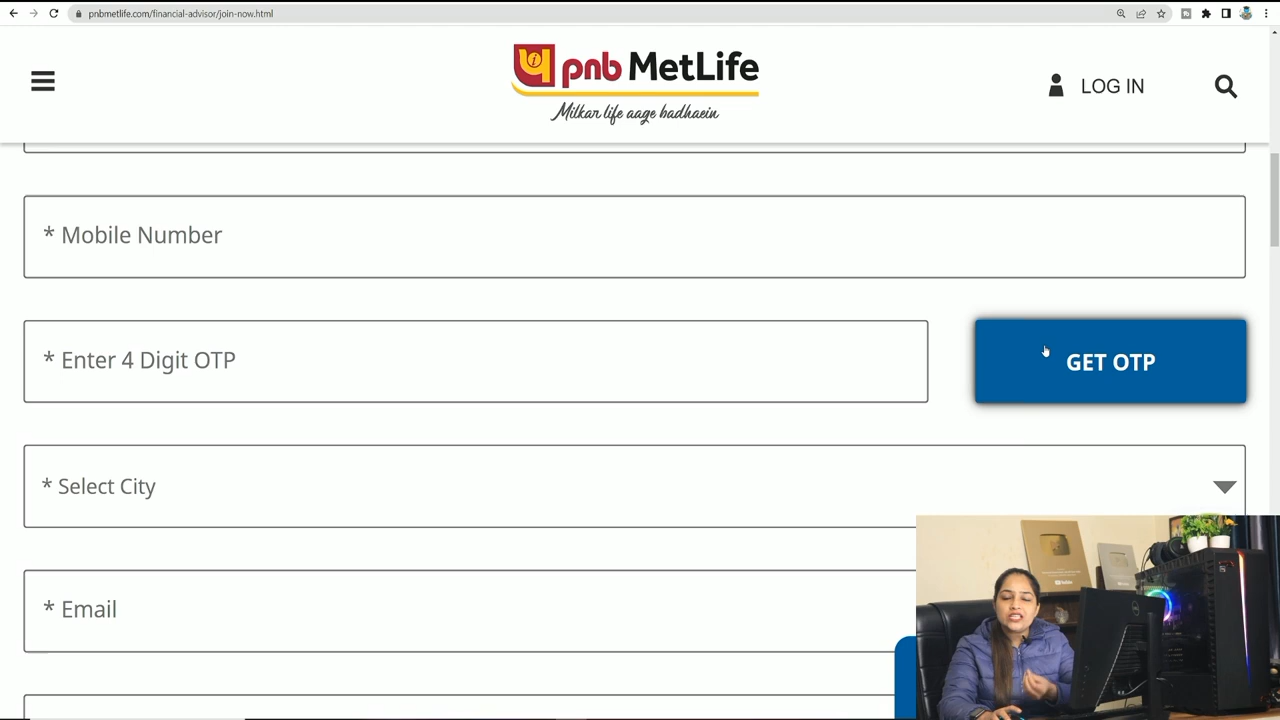 pnbmetlife.com/financial-advisor/join-now.html
pnb MetLife
Milkar life aage badhaein
LOG IN
* Mobile Number
* Enter 4 Digit OTP
GET OTP
* Select City
* Email